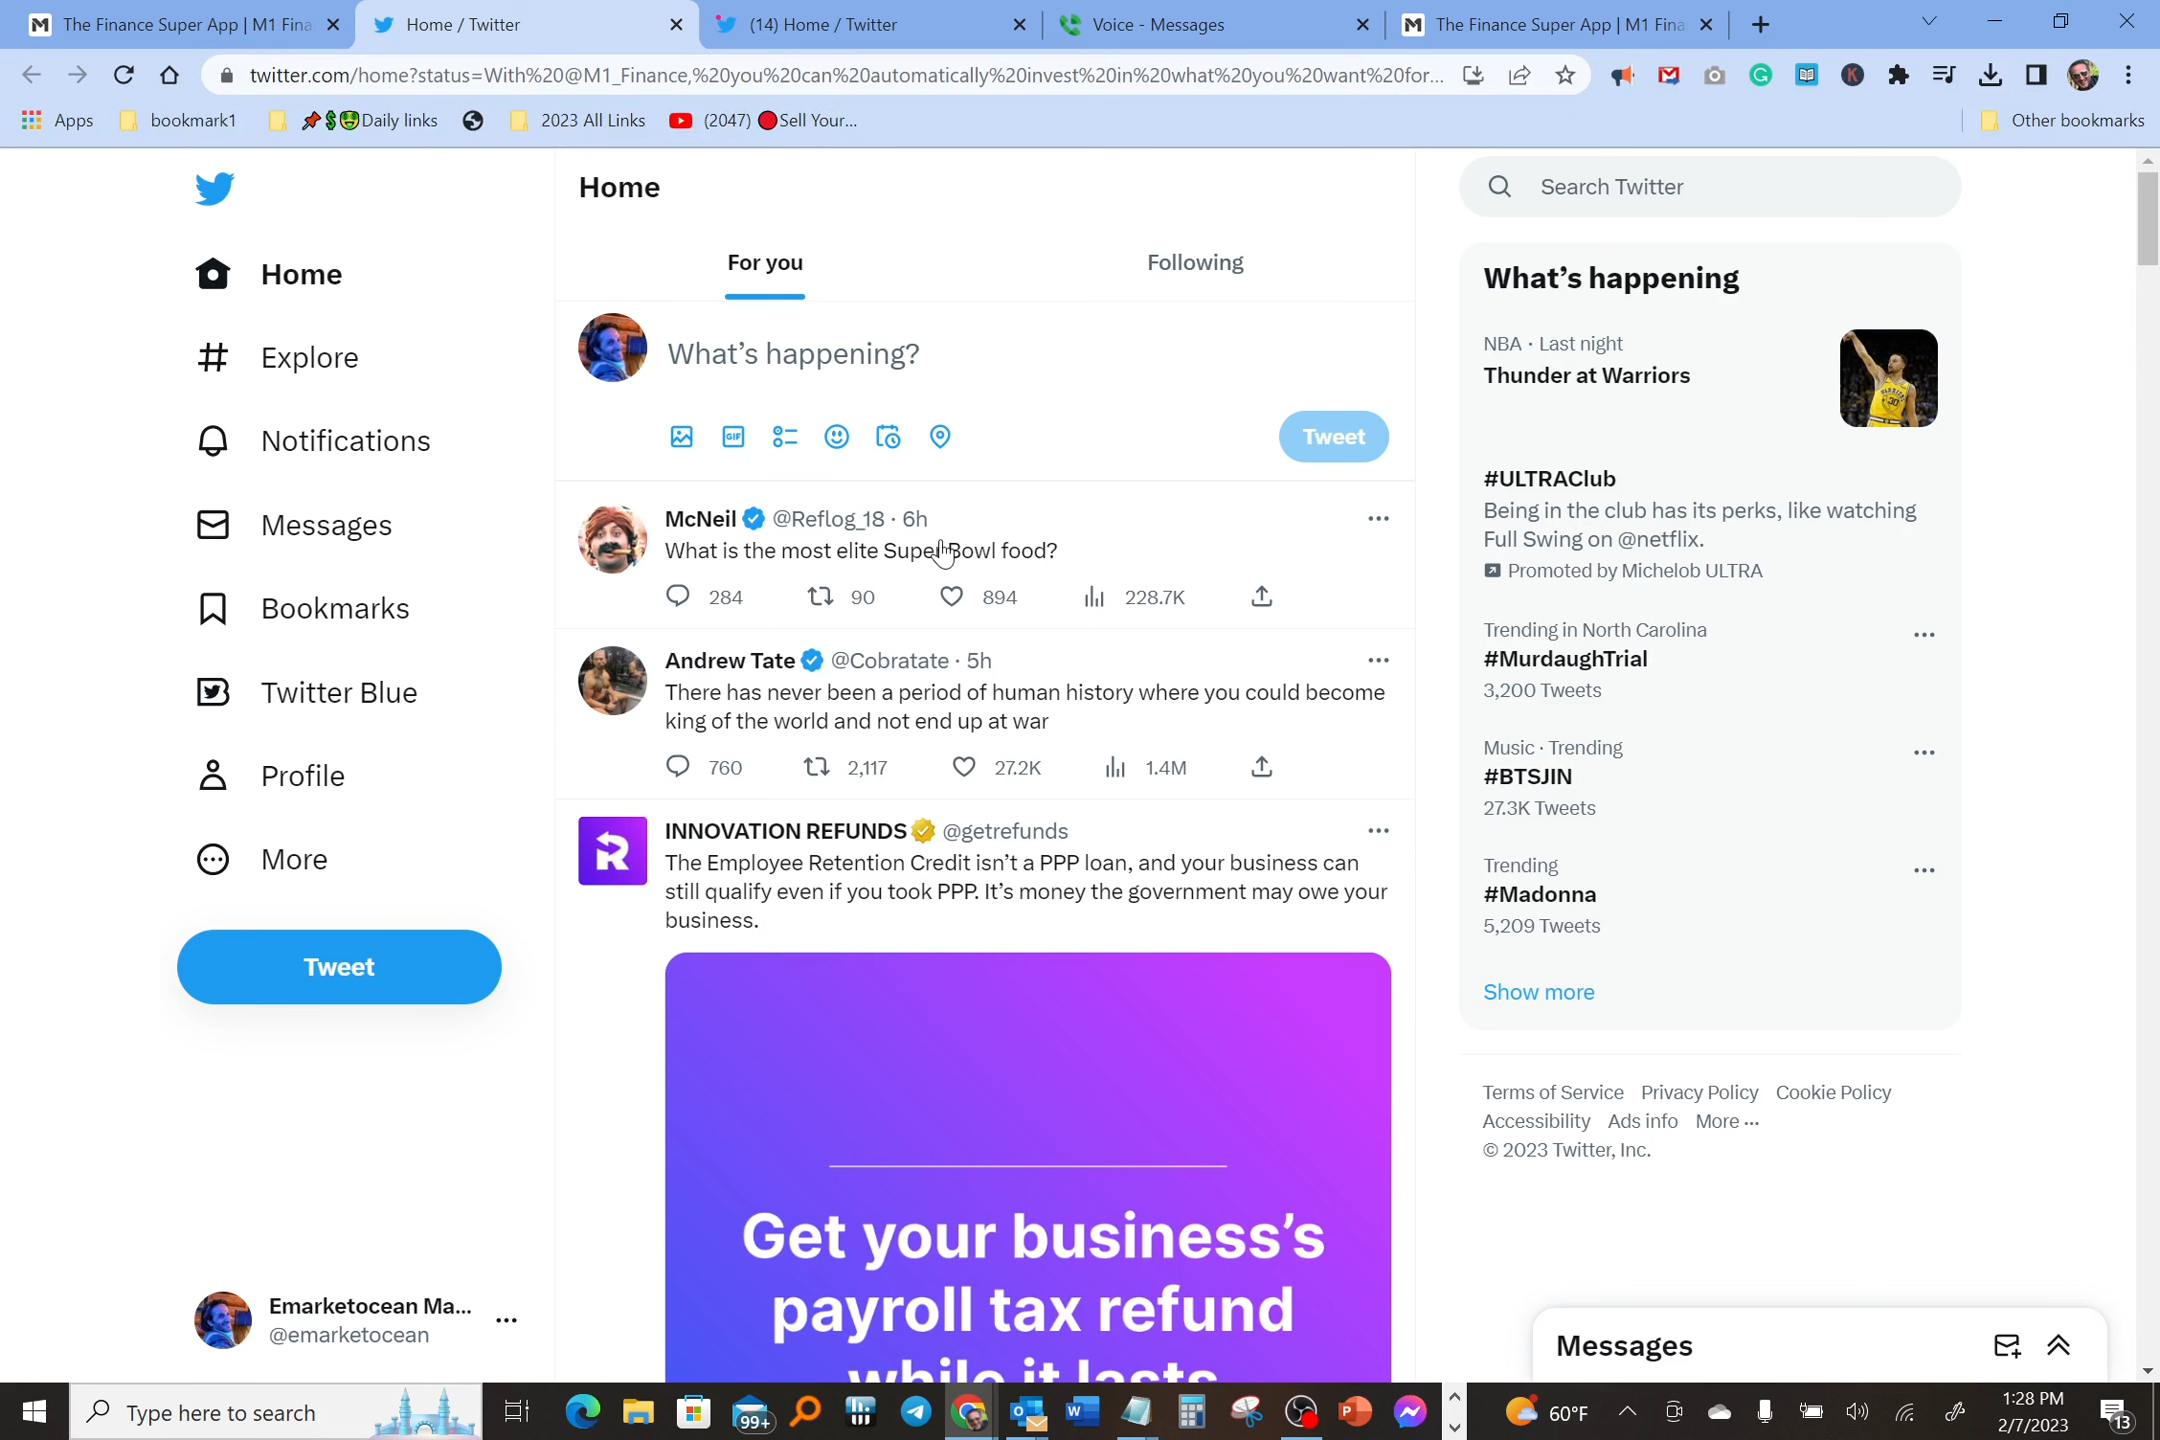 The Finance Super App | M1 Fina
Home / Twitter
(14) Home / Twitter
Voice - Messages
The Finance Super App | M1 Fina
twitter.com/home?status=With%20@M1_Finance,%20you%20can%20automatically%20invest%20in%20what%20you%20want%20for...
Apps
bookmark1
Daily links
2023 All Links
(2047) 🔴Sell Your...
Other bookmarks
Home
Explore
Notifications
Messages
Bookmarks
Twitter Blue
Profile
More
Tweet
Emarketocean Ma...
@emarketocean
Home
For you
Following
What's happening?
GIF
Tweet
McNeil @Reflog_18 · 6h
What is the most elite Super Bowl food?
284 90 894 228.7K
Andrew Tate @Cobratate · 5h
There has never been a period of human history where you could become
king of the world and not end up at war
760 2,117 27.2K 1.4M
INNOVATION REFUNDS @getrefunds
The Employee Retention Credit isn't a PPP loan, and your business can
still qualify even if you took PPP. It's money the government may owe your
business.
Get your business's
payroll tax refund
while it lasts
Search Twitter
What's happening
NBA · Last night
Thunder at Warriors
#ULTRAClub
Being in the club has its perks, like watching
Full Swing on @netflix.
Promoted by Michelob ULTRA
Trending in North Carolina
#MurdaughTrial
3,200 Tweets
Music · Trending
#BTSJIN
27.3K Tweets
Trending
#Madonna
5,209 Tweets
Show more
Terms of Service Privacy Policy Cookie Policy
Accessibility Ads info More ···
© 2023 Twitter, Inc.
Messages
Type here to search
99+
60°F
1:28 PM
2/7/2023
13